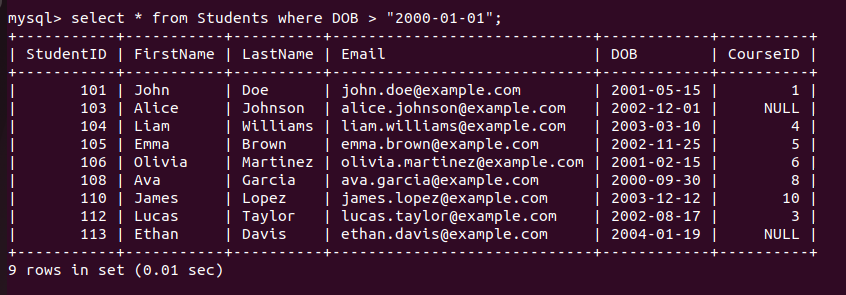 mysql> select * from Students where DOB > "2000-01-01";
+-----------+-----------+----------+-----------------------------+------------+----------+
| StudentID | FirstName | LastName | Email                       | DOB        | CourseID |
+-----------+-----------+----------+-----------------------------+------------+----------+
|       101 | John      | Doe      | john.doe@example.com        | 2001-05-15 |        1 |
|       103 | Alice     | Johnson  | alice.johnson@example.com   | 2002-12-01 |     NULL |
|       104 | Liam      | Williams | liam.williams@example.com   | 2003-03-10 |        4 |
|       105 | Emma      | Brown    | emma.brown@example.com      | 2002-11-25 |        5 |
|       106 | Olivia    | Martinez | olivia.martinez@example.com | 2001-02-15 |        6 |
|       108 | Ava       | Garcia   | ava.garcia@example.com      | 2000-09-30 |        8 |
|       110 | James     | Lopez    | james.lopez@example.com     | 2003-12-12 |       10 |
|       112 | Lucas     | Taylor   | lucas.taylor@example.com    | 2002-08-17 |        3 |
|       113 | Ethan     | Davis    | ethan.davis@example.com     | 2004-01-19 |     NULL |
+-----------+-----------+----------+-----------------------------+------------+----------+
9 rows in set (0.01 sec)